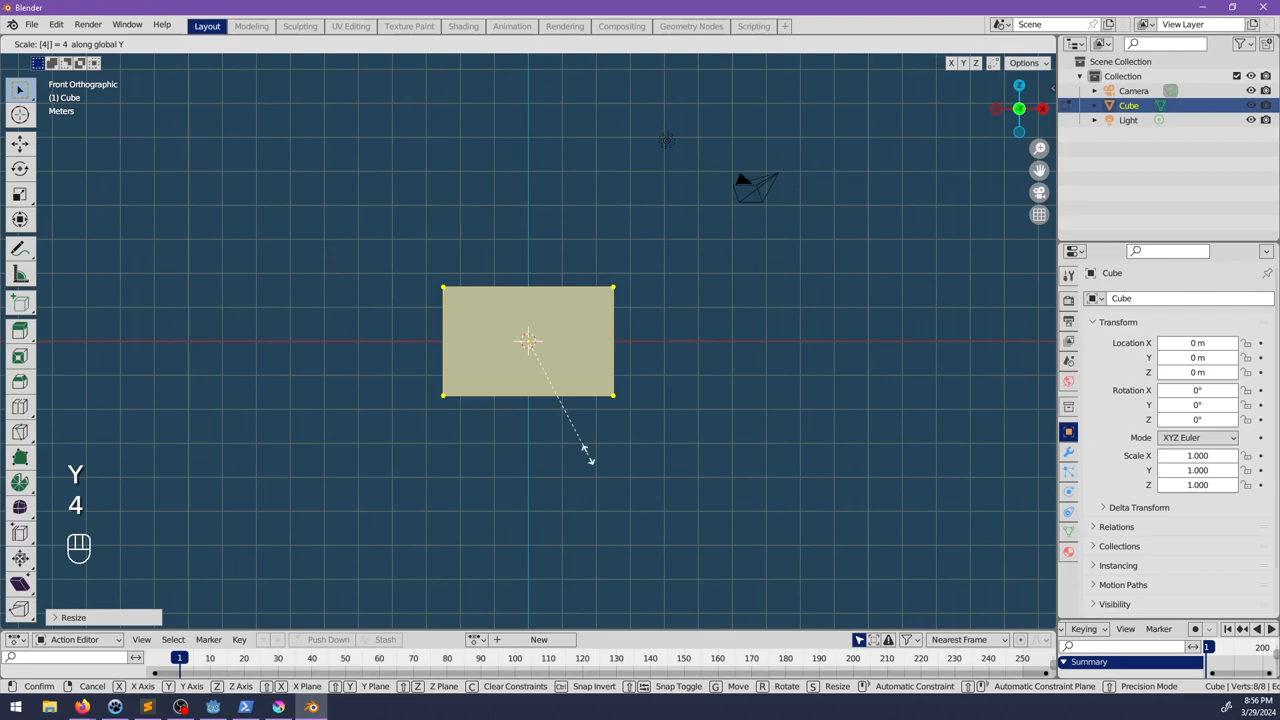 Blender
File Edit Render Window Help Layout Modeling Sculpting UV Editing Texture Paint Shading Animation Rendering Compositing Geometry Nodes Scripting + Scene View Layer
Scale: [4|] = 4 along global Y
X Y Z Options
Front Orthographic
(1) Cube
Meters
Z
-Y
X
Scene Collection
Collection
Camera
Cube
Light
Cube
Cube
Transform
Location X 0 m
Y 0 m
Z 0 m
Rotation X 0°
Y 0°
Z 0°
Mode XYZ Euler
Scale X 1.000
Y 1.000
Z 1.000
Delta Transform
Relations
Collections
Instancing
Motion Paths
Visibility
Y
4
Resize
Action Editor View Select Marker Key Push Down Stash New Nearest Frame
Keying View Marker
1 10 20 30 40 50 60 70 80 90 100 110 120 130 140 150 160 170 180 190 200 210 220 230 240 250
1 200
Summary
Confirm Cancel X X Axis Y Y Axis Z Z Axis X X Plane Y Y Plane Z Z Plane C Clear Constraints Ctrl Snap Invert Snap Toggle G Move R Rotate S Resize Automatic Constraint Automatic Constraint Plane Precision Mode Cube | Vertices:8/8
8:56 PM
3/29/2024